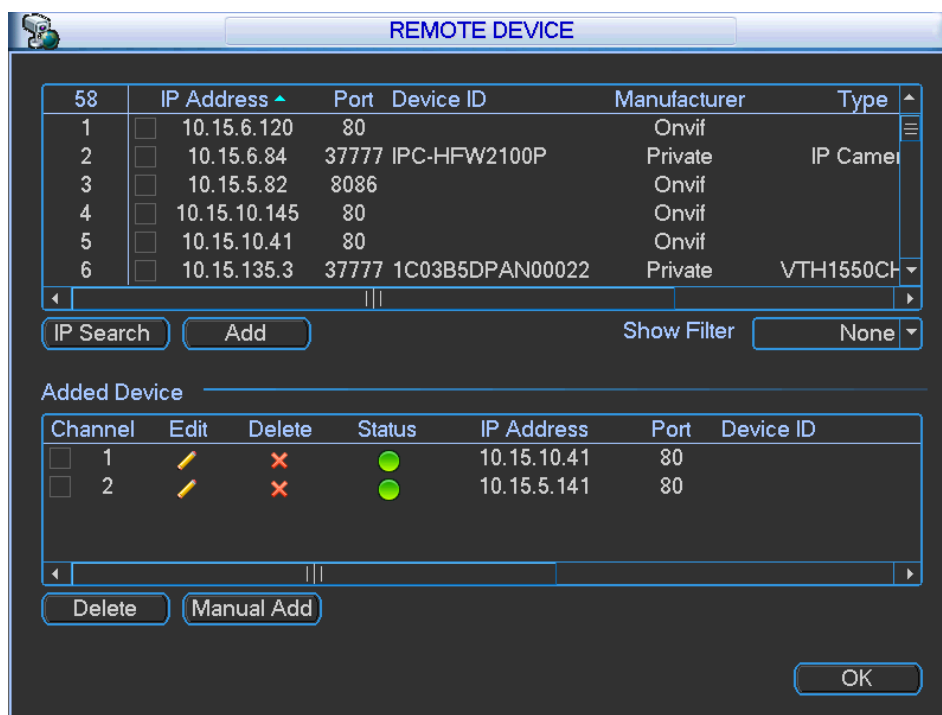 REMOTE DEVICE
58 IP Address Port Device ID Manufacturer Type
1 10.15.6.120 80 Onvif
2 10.15.6.84 37777 IPC-HFW2100P Private IP Camer
3 10.15.5.82 8086 Onvif
4 10.15.10.145 80 Onvif
5 10.15.10.41 80 Onvif
6 10.15.135.3 37777 1C03B5DPAN00022 Private VTH1550CH
IP Search Add Show Filter None
Added Device
Channel Edit Delete Status IP Address Port Device ID
1 10.15.10.41 80
2 10.15.5.141 80
Delete Manual Add
OK